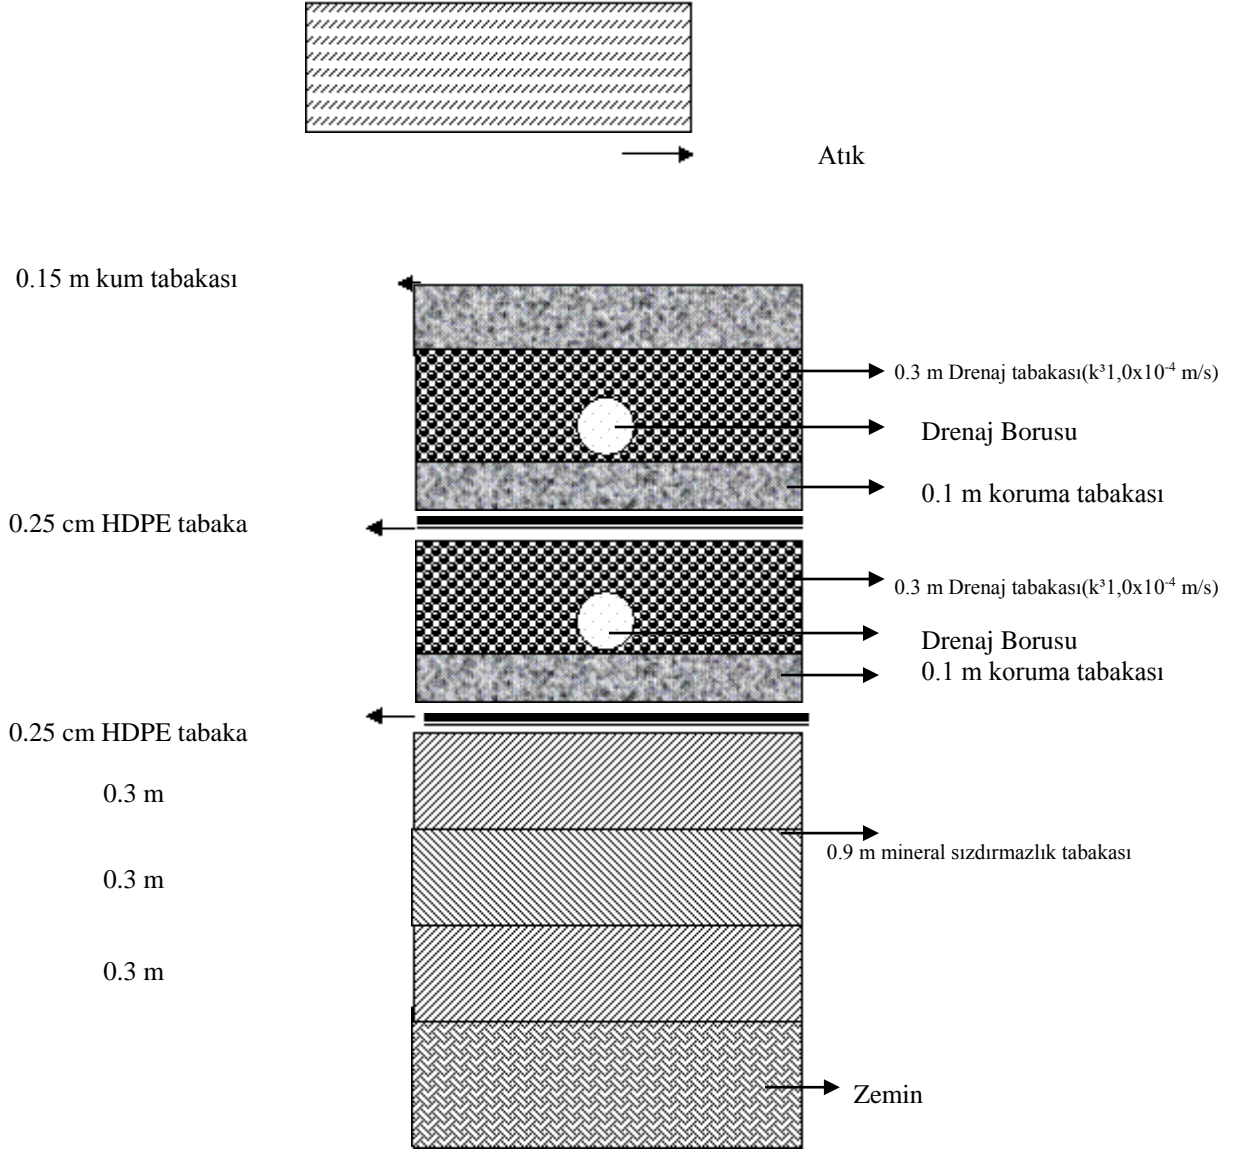 Atık
0.15 m kum tabakası
0.3 m Drenaj tabakası(k³1,0x10⁻⁴ m/s)
Drenaj Borusu
0.1 m koruma tabakası
0.25 cm HDPE tabaka
0.3 m Drenaj tabakası(k³1,0x10⁻⁴ m/s)
Drenaj Borusu
0.1 m koruma tabakası
0.25 cm HDPE tabaka
0.3 m
0.9 m mineral sızdırmazlık tabakası
0.3 m
0.3 m
Zemin